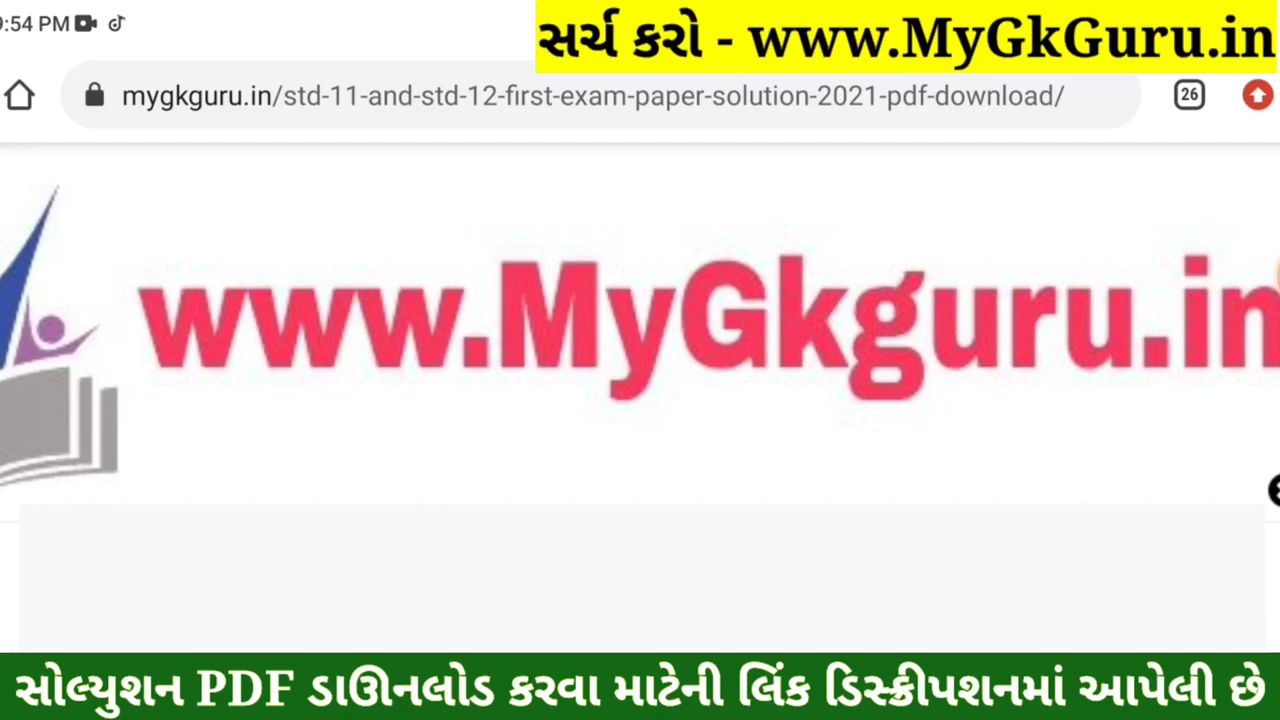 9:54 PM
સર્ચ કરો - www.MyGkGuru.in
mygkguru.in/std-11-and-std-12-first-exam-paper-solution-2021-pdf-download/
26
www.MyGkguru.in
સોલ્યુશન PDF ડાઊનલોડ કરવા માટેની લિંક ડિસ્ક્રીપશનમાં આપેલી છે